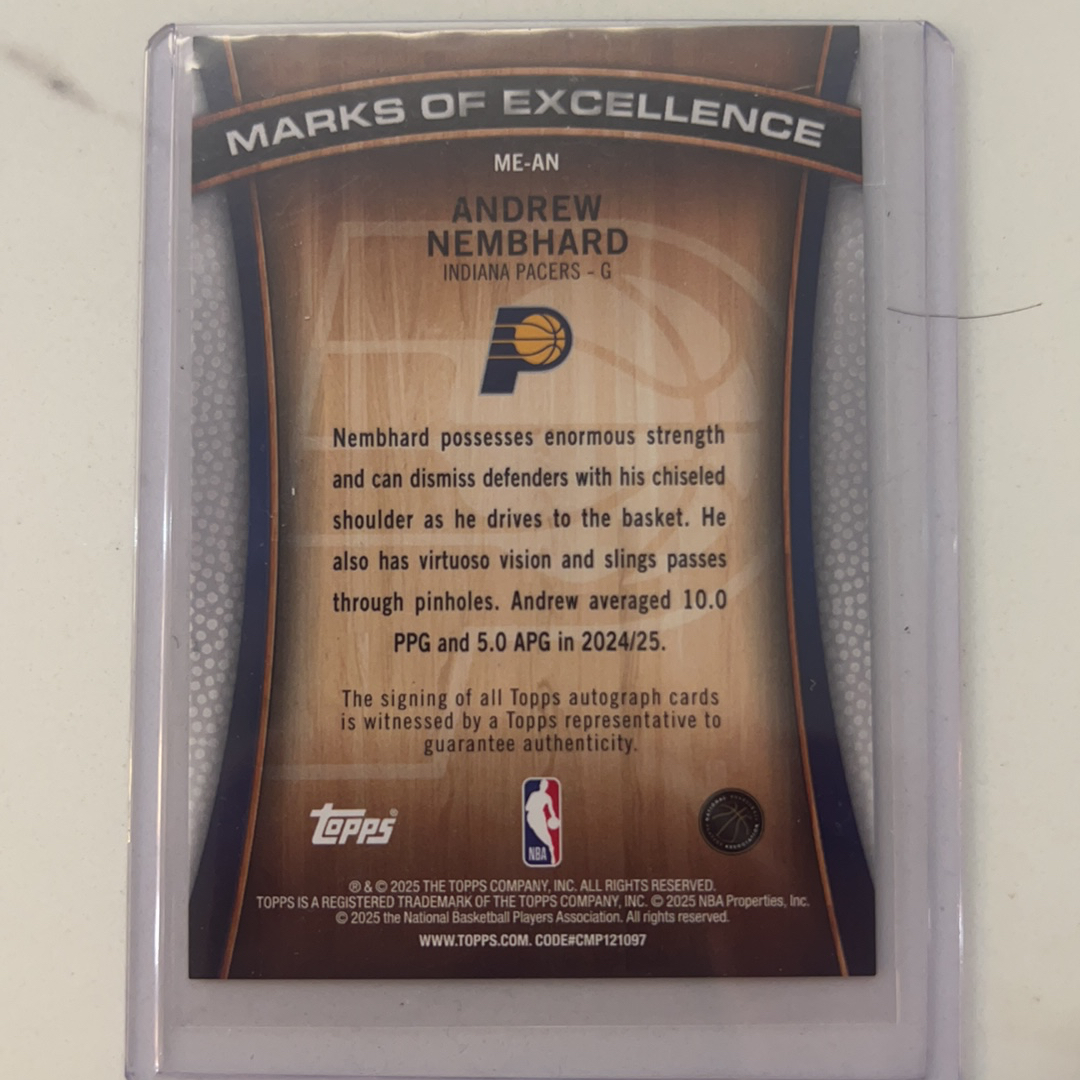 MARKS OF EXCELLENCE
ME-AN
ANDREW
NEMBHARD
INDIANA PACERS - G
Nembhard possesses enormous strength
and can dismiss defenders with his chiseled
shoulder as he drives to the basket. He
also has virtuoso vision and slings passes
through pinholes. Andrew averaged 10.0
PPG and 5.0 APG in 2024/25.
The signing of all Topps autograph cards
is witnessed by a Topps representative to
guarantee authenticity.
Topps®
NBA
® & © 2025 THE TOPPS COMPANY, INC. ALL RIGHTS RESERVED.
TOPPS IS A REGISTERED TRADEMARK OF THE TOPPS COMPANY, INC. © 2025 NBA Properties, Inc.
© 2025 the National Basketball Players Association. All rights reserved.
WWW.TOPPS.COM. CODE#CMP121097